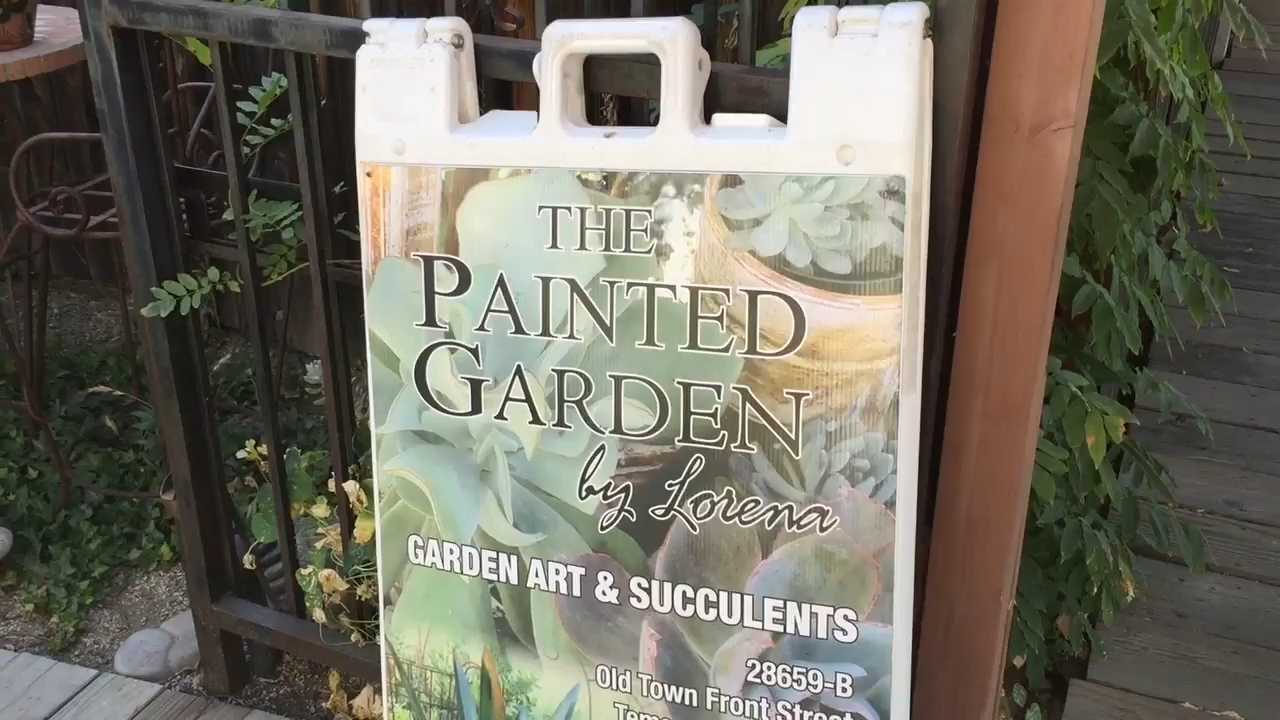 THE
PAINTED
GARDEN
by Lorena
GARDEN ART & SUCCULENTS
28659-B
Old Town Front Street